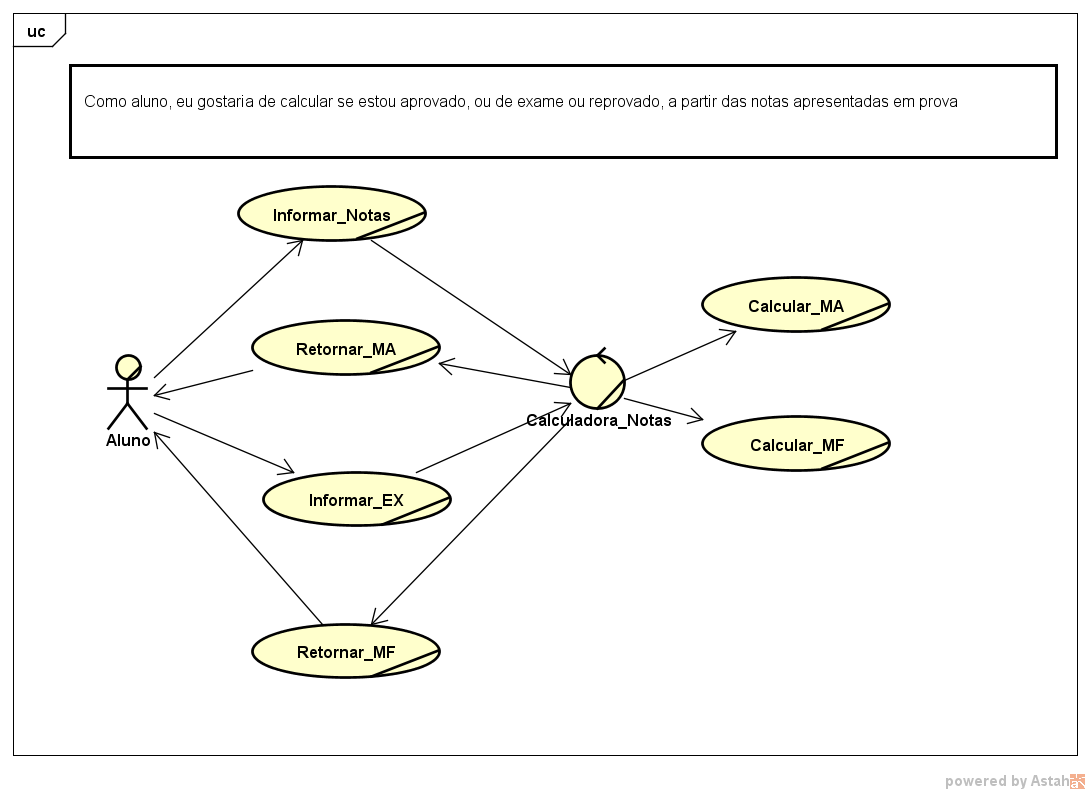 uc
Como aluno, eu gostaria de calcular se estou aprovado, ou de exame ou reprovado, a partir das notas apresentadas em prova
Informar_Notas
Calcular_MA
Retornar_MA
Calculadora_Notas
Aluno
Calcular_MF
Informar_EX
Retornar_MF
powered by Astah